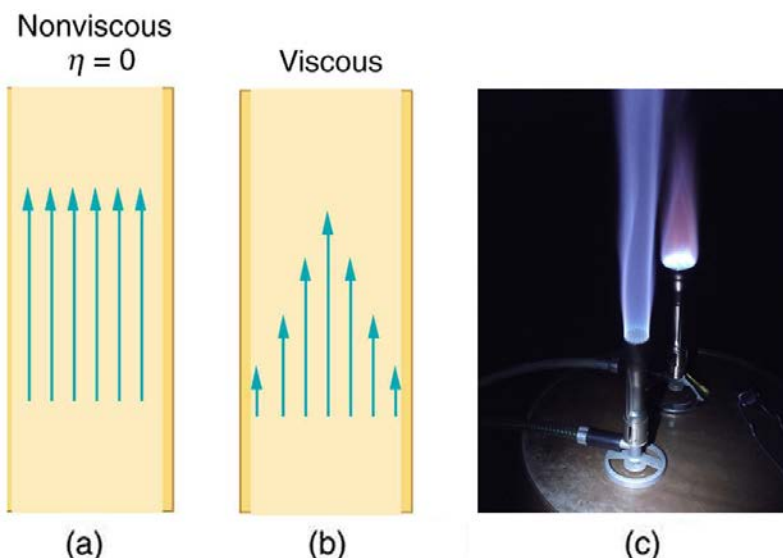 Nonviscous
η = 0
Viscous
(a)
(b)
(c)